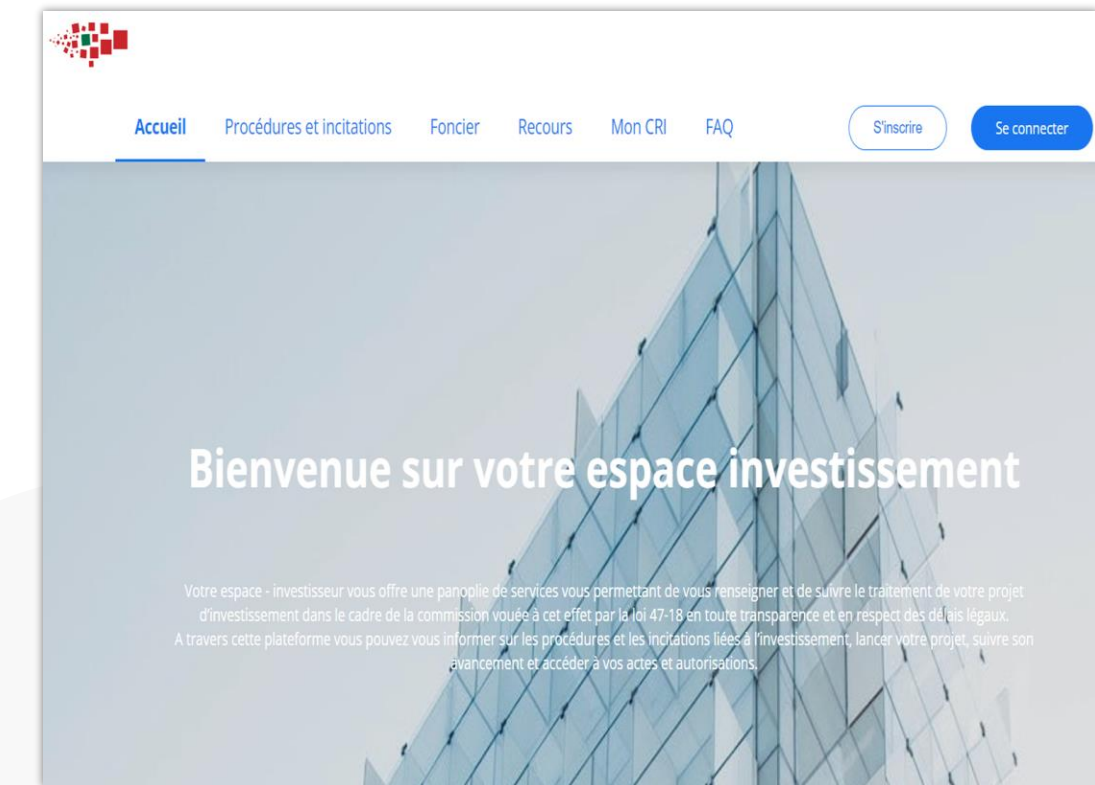 Accueil Procédures et incitations Foncier Recours Mon CRI FAQ S'inscrire Se connecter
Bienvenue sur votre espace investissement
Votre espace - investisseur vous offre une panoplie de services vous permettant de vous renseigner et de suivre le traitement de votre projet
d'investissement dans le cadre de la commission vouée à cet effet par la loi 47-18 en toute transparence et en respect des délais légaux.
A travers cette plateforme vous pouvez vous informer sur les procédures et les incitations liées à l'investissement, lancer votre projet, suivre son
avancement et accéder à vos actes et autorisations.